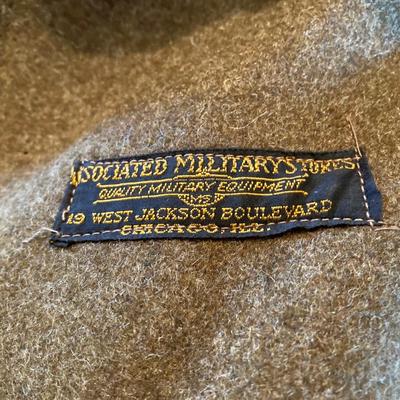 ASSOCIATED MILITARY STORES
QUALITY MILITARY EQUIPMENT
AMS
19 WEST JACKSON BOULEVARD
CHICAGO, ILL.